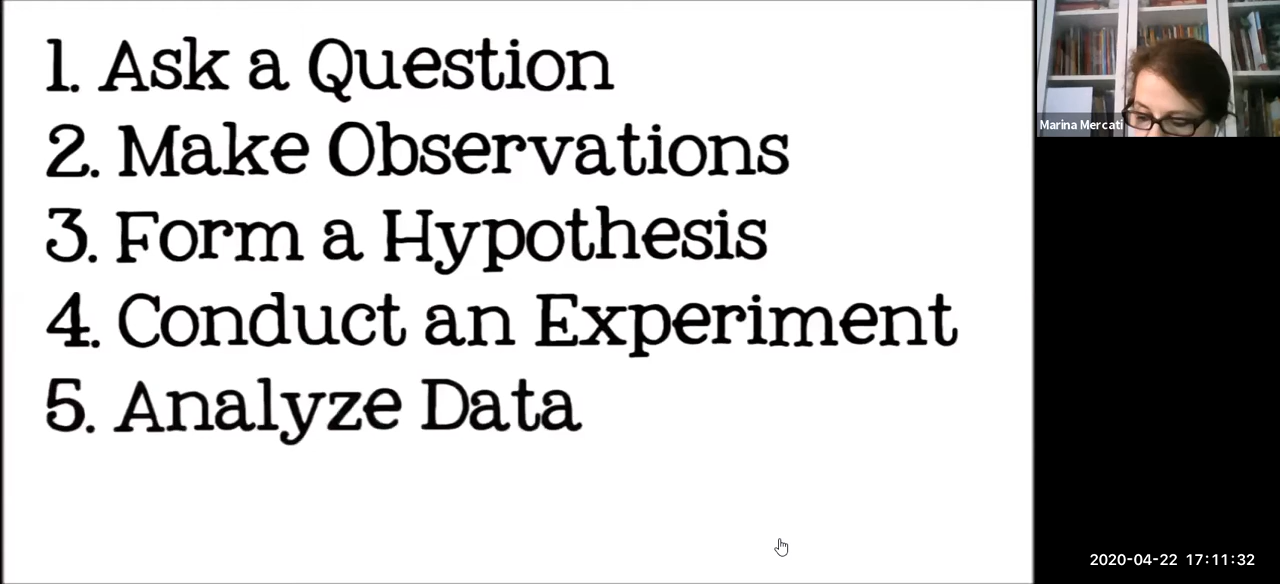 1. Ask a Question
2. Make Observations
3. Form a Hypothesis
4. Conduct an Experiment
5. Analyze Data
Marina Mercati
2020-04-22 17:11:32